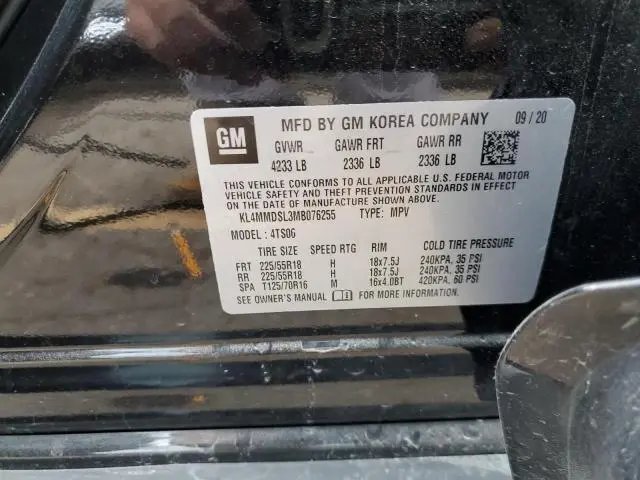 GM
MFD BY GM KOREA COMPANY 09/20
GVWR GAWR FRT GAWR RR
4233 LB 2336 LB 2336 LB
THIS VEHICLE CONFORMS TO ALL APPLICABLE U.S. FEDERAL MOTOR
VEHICLE SAFETY AND THEFT PREVENTION STANDARDS IN EFFECT
ON THE DATE OF MANUFACTURE SHOWN ABOVE.
KL4MMDSL3MB076255 TYPE: MPV
MODEL: 4TS06
TIRE SIZE SPEED RTG RIM COLD TIRE PRESSURE
FRT 225/55R18 H 18x7.5J 240KPA, 35 PSI
RR 225/55R18 H 18x7.5J 240KPA, 35 PSI
SPA T125/70R16 M 16x4.0BT 420KPA, 60 PSI
SEE OWNER'S MANUAL FOR MORE INFORMATION.